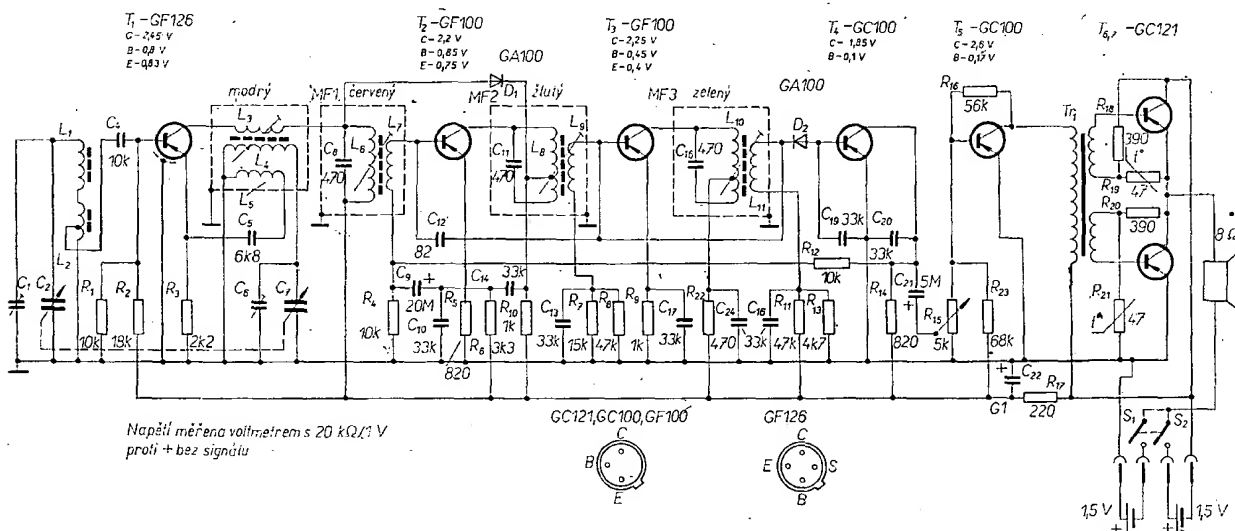 T₁ -GF126
C-2,45 V
B-0,8 V
E-0,83 V
T₂-GF100
C-2,2 V
B-0,85 V
E-0,75 V
GA100
T₃-GF100
C-2,25 V
B-0,45 V
E-0,4 V
T₄-GC100
C-1,85 V
B-0,1 V
GA100
T₅-GC100
C-2,6 V
B-0,17 V
T₆,₇ -GC121
modrý
MF1 červený
MF2 žlutý
MF3 zelený
D₁
D₂
L₁
L₂
L₃
L₄
L₅
L₆
L₇
L₈
L₉
L₁₀
L₁₁
10k
C₅
6k8
C₈
470
C₁₁
470
C₁₆
470
C₁₂
82
C₁₉
33k
C₂₀
33k
R₁₆
56k
Tr₁
R₁₈
390
R₁₉
47
R₂₀
390
8 Ω
C₁
C₂
R₁
10k
R₂
18k
R₃
2k2
C₆
C₇
R₄
10k
C₉
20M
C₁₀
33k
R₅
820
R₆
3k3
C₁₄
33k
R₁₀
1k
C₁₃
33k
R₇
15k
R₈
47k
R₉
1k
C₁₇
33k
R₂₂
470
C₂₄
33k
C₁₆
R₁₁
47k
R₁₃
4k7
R₁₂
10k
R₁₄
820
C₂₁
5M
R₁₅
5k
R₂₃
68k
C₂₂
G1
R₁₇
220
R₂₁
47
S₁
S₂
1,5 V
1,5 V
Napětí měřena voltmetrem s 20 kΩ/1 V
proti + bez signálu
GC121,GC100,GF100
C
B
E
GF126
C
E
S
B